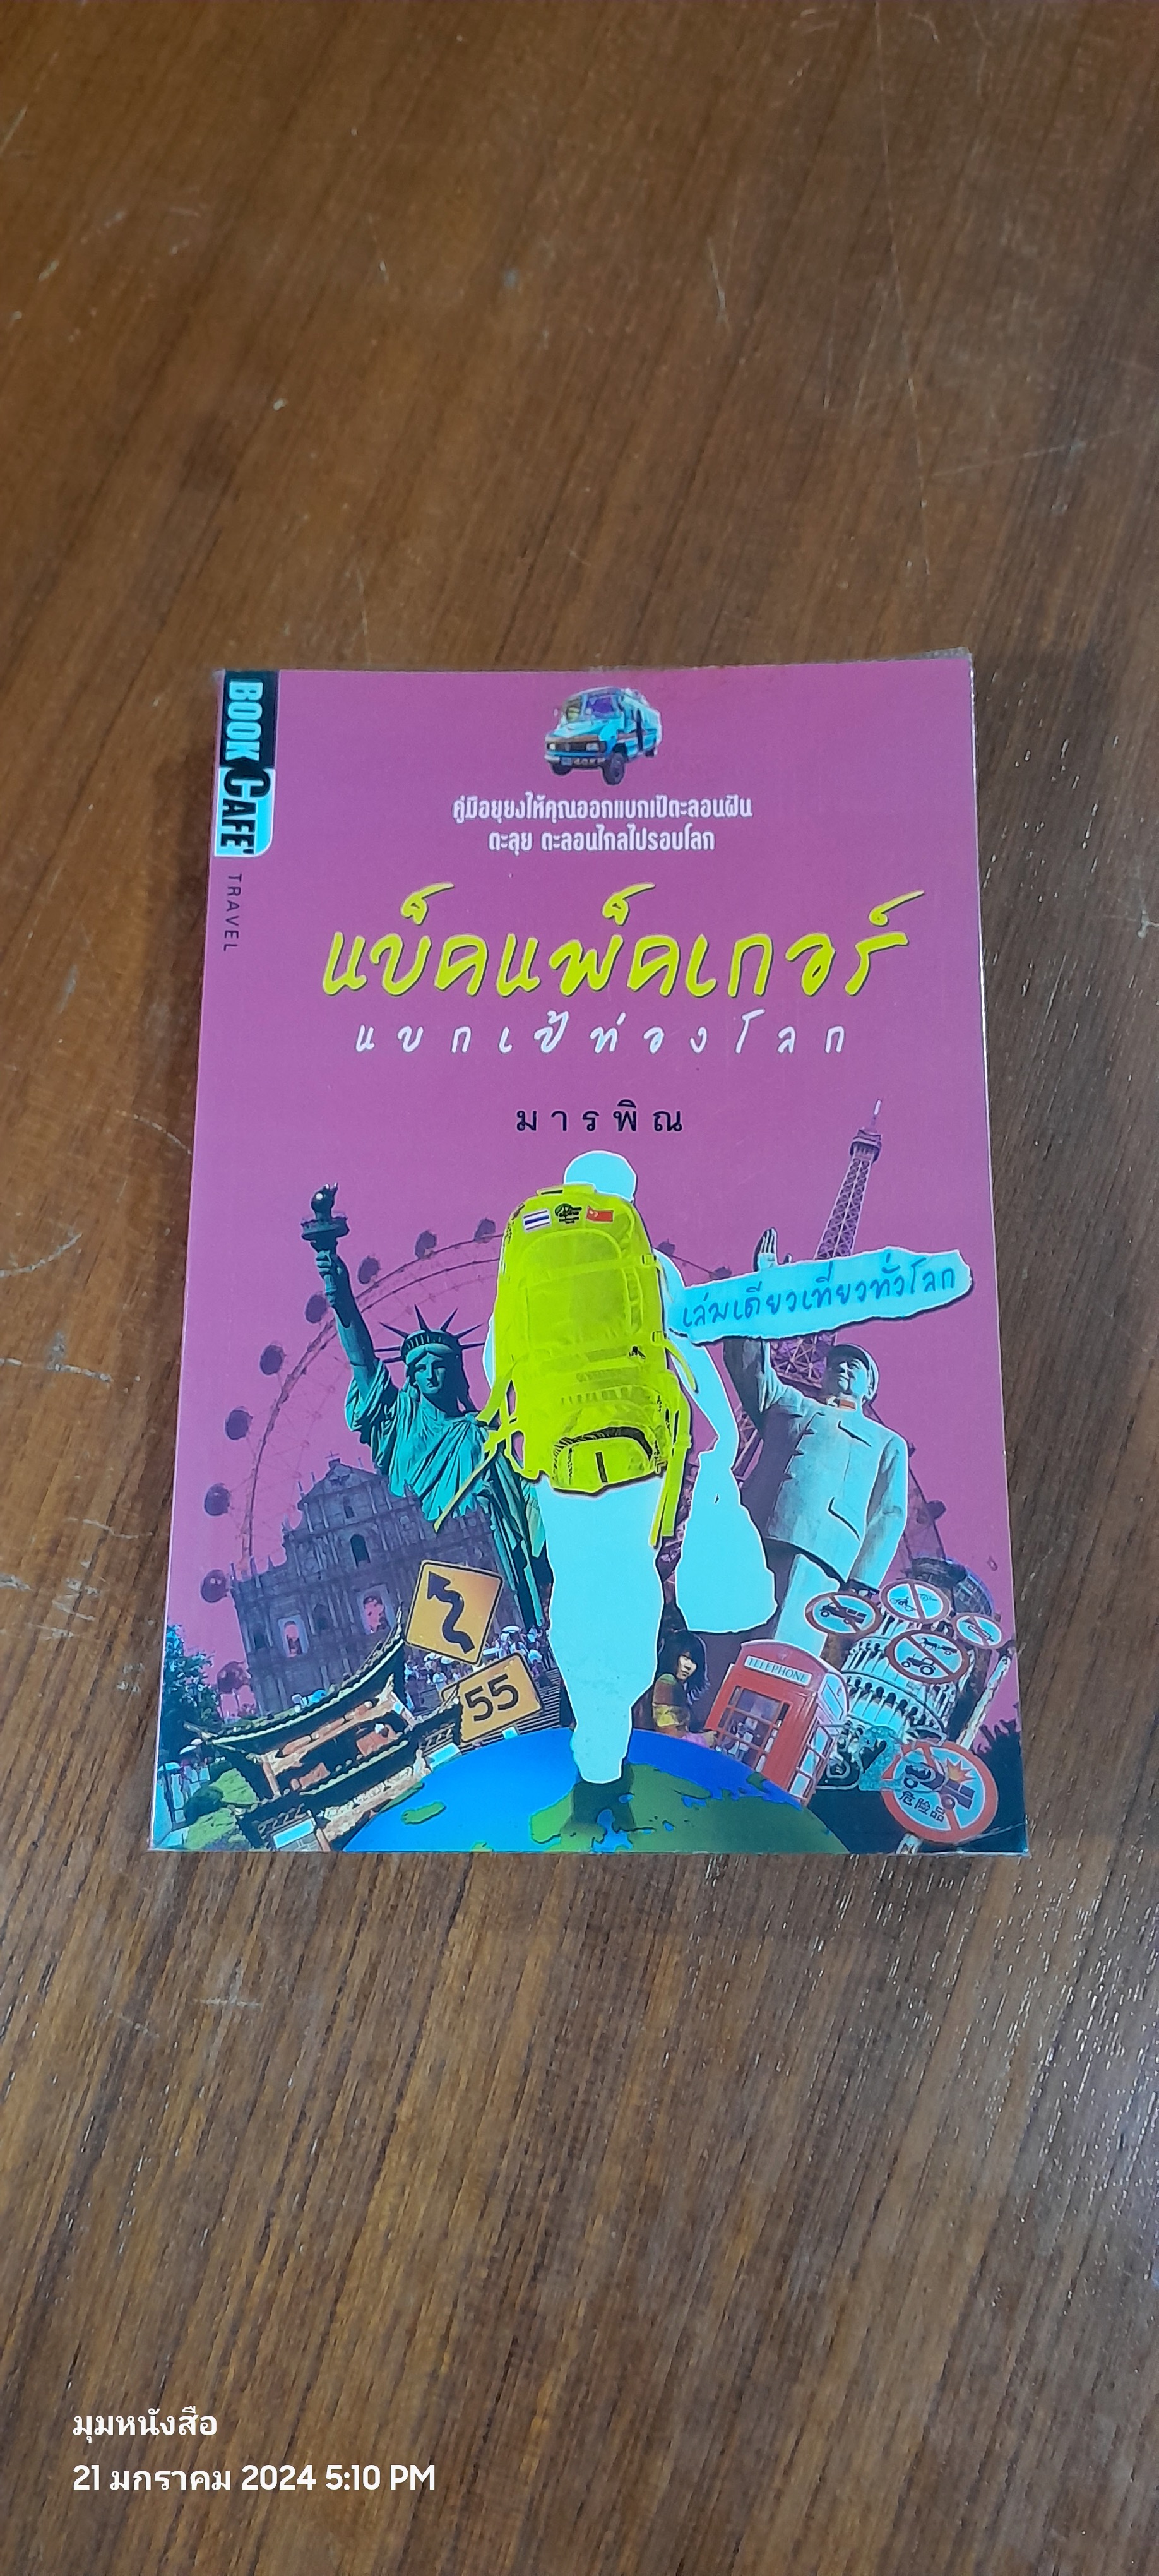 BOOK CAFE'
TRAVEL
คู่มือยุยงให้คุณออกแบกเป้ตะลอนฝัน
ตะลุย ตะลอนไกลไปรอบโลก
แบ็คแพ็คเกอร์
แบกเป้ท่องโลก
มารพิณ
เล่มเดียวเที่ยวทั่วโลก
TELEPHONE
55
危险品
มุมหนังสือ
21 มกราคม 2024 5:10 PM